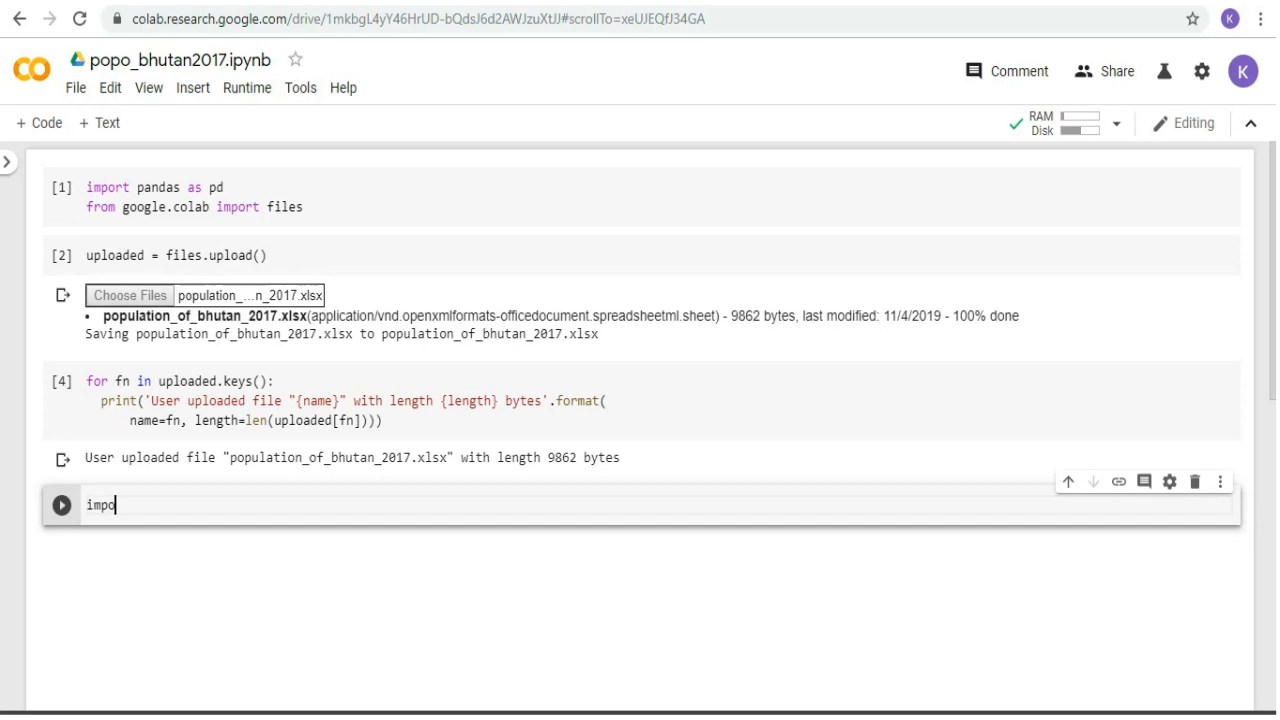 colab.research.google.com/drive/1mkbgL4yY46HrUD-bQdsJ6d2AWJzuXtJJ#scrollTo=xeUJEQfJ34GA
K
CO
popo_bhutan2017.ipynb
Comment
Share
K
File Edit View Insert Runtime Tools Help
+ Code + Text
RAM
Disk
Editing
[1] import pandas as pd
from google.colab import files
[2] uploaded = files.upload()
Choose Files population_...n_2017.xlsx
• population_of_bhutan_2017.xlsx(application/vnd.openxmlformats-officedocument.spreadsheetml.sheet) - 9862 bytes, last modified: 11/4/2019 - 100% done
Saving population_of_bhutan_2017.xlsx to population_of_bhutan_2017.xlsx
[4] for fn in uploaded.keys():
print('User uploaded file "{name}" with length {length} bytes'.format(
name=fn, length=len(uploaded[fn])))
User uploaded file "population_of_bhutan_2017.xlsx" with length 9862 bytes
impo